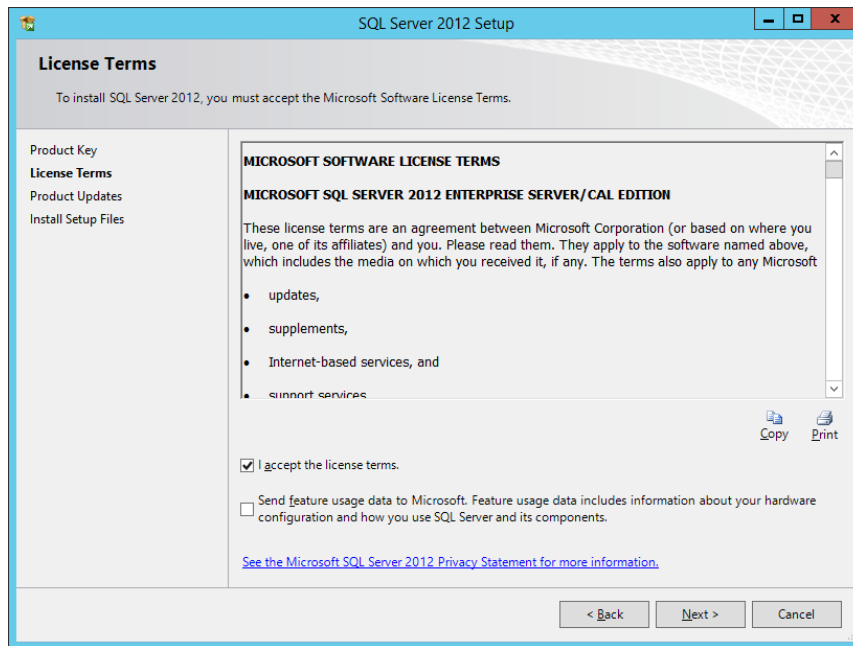 SQL Server 2012 Setup
License Terms
To install SQL Server 2012, you must accept the Microsoft Software License Terms.
Product Key
License Terms
Product Updates
Install Setup Files
MICROSOFT SOFTWARE LICENSE TERMS
MICROSOFT SQL SERVER 2012 ENTERPRISE SERVER/CAL EDITION
These license terms are an agreement between Microsoft Corporation (or based on where you
live, one of its affiliates) and you. Please read them. They apply to the software named above,
which includes the media on which you received it, if any. The terms also apply to any Microsoft
• updates,
• supplements,
• Internet-based services, and
• support services
Copy Print
I accept the license terms.
Send feature usage data to Microsoft. Feature usage data includes information about your hardware
configuration and how you use SQL Server and its components.
See the Microsoft SQL Server 2012 Privacy Statement for more information.
< Back Next > Cancel